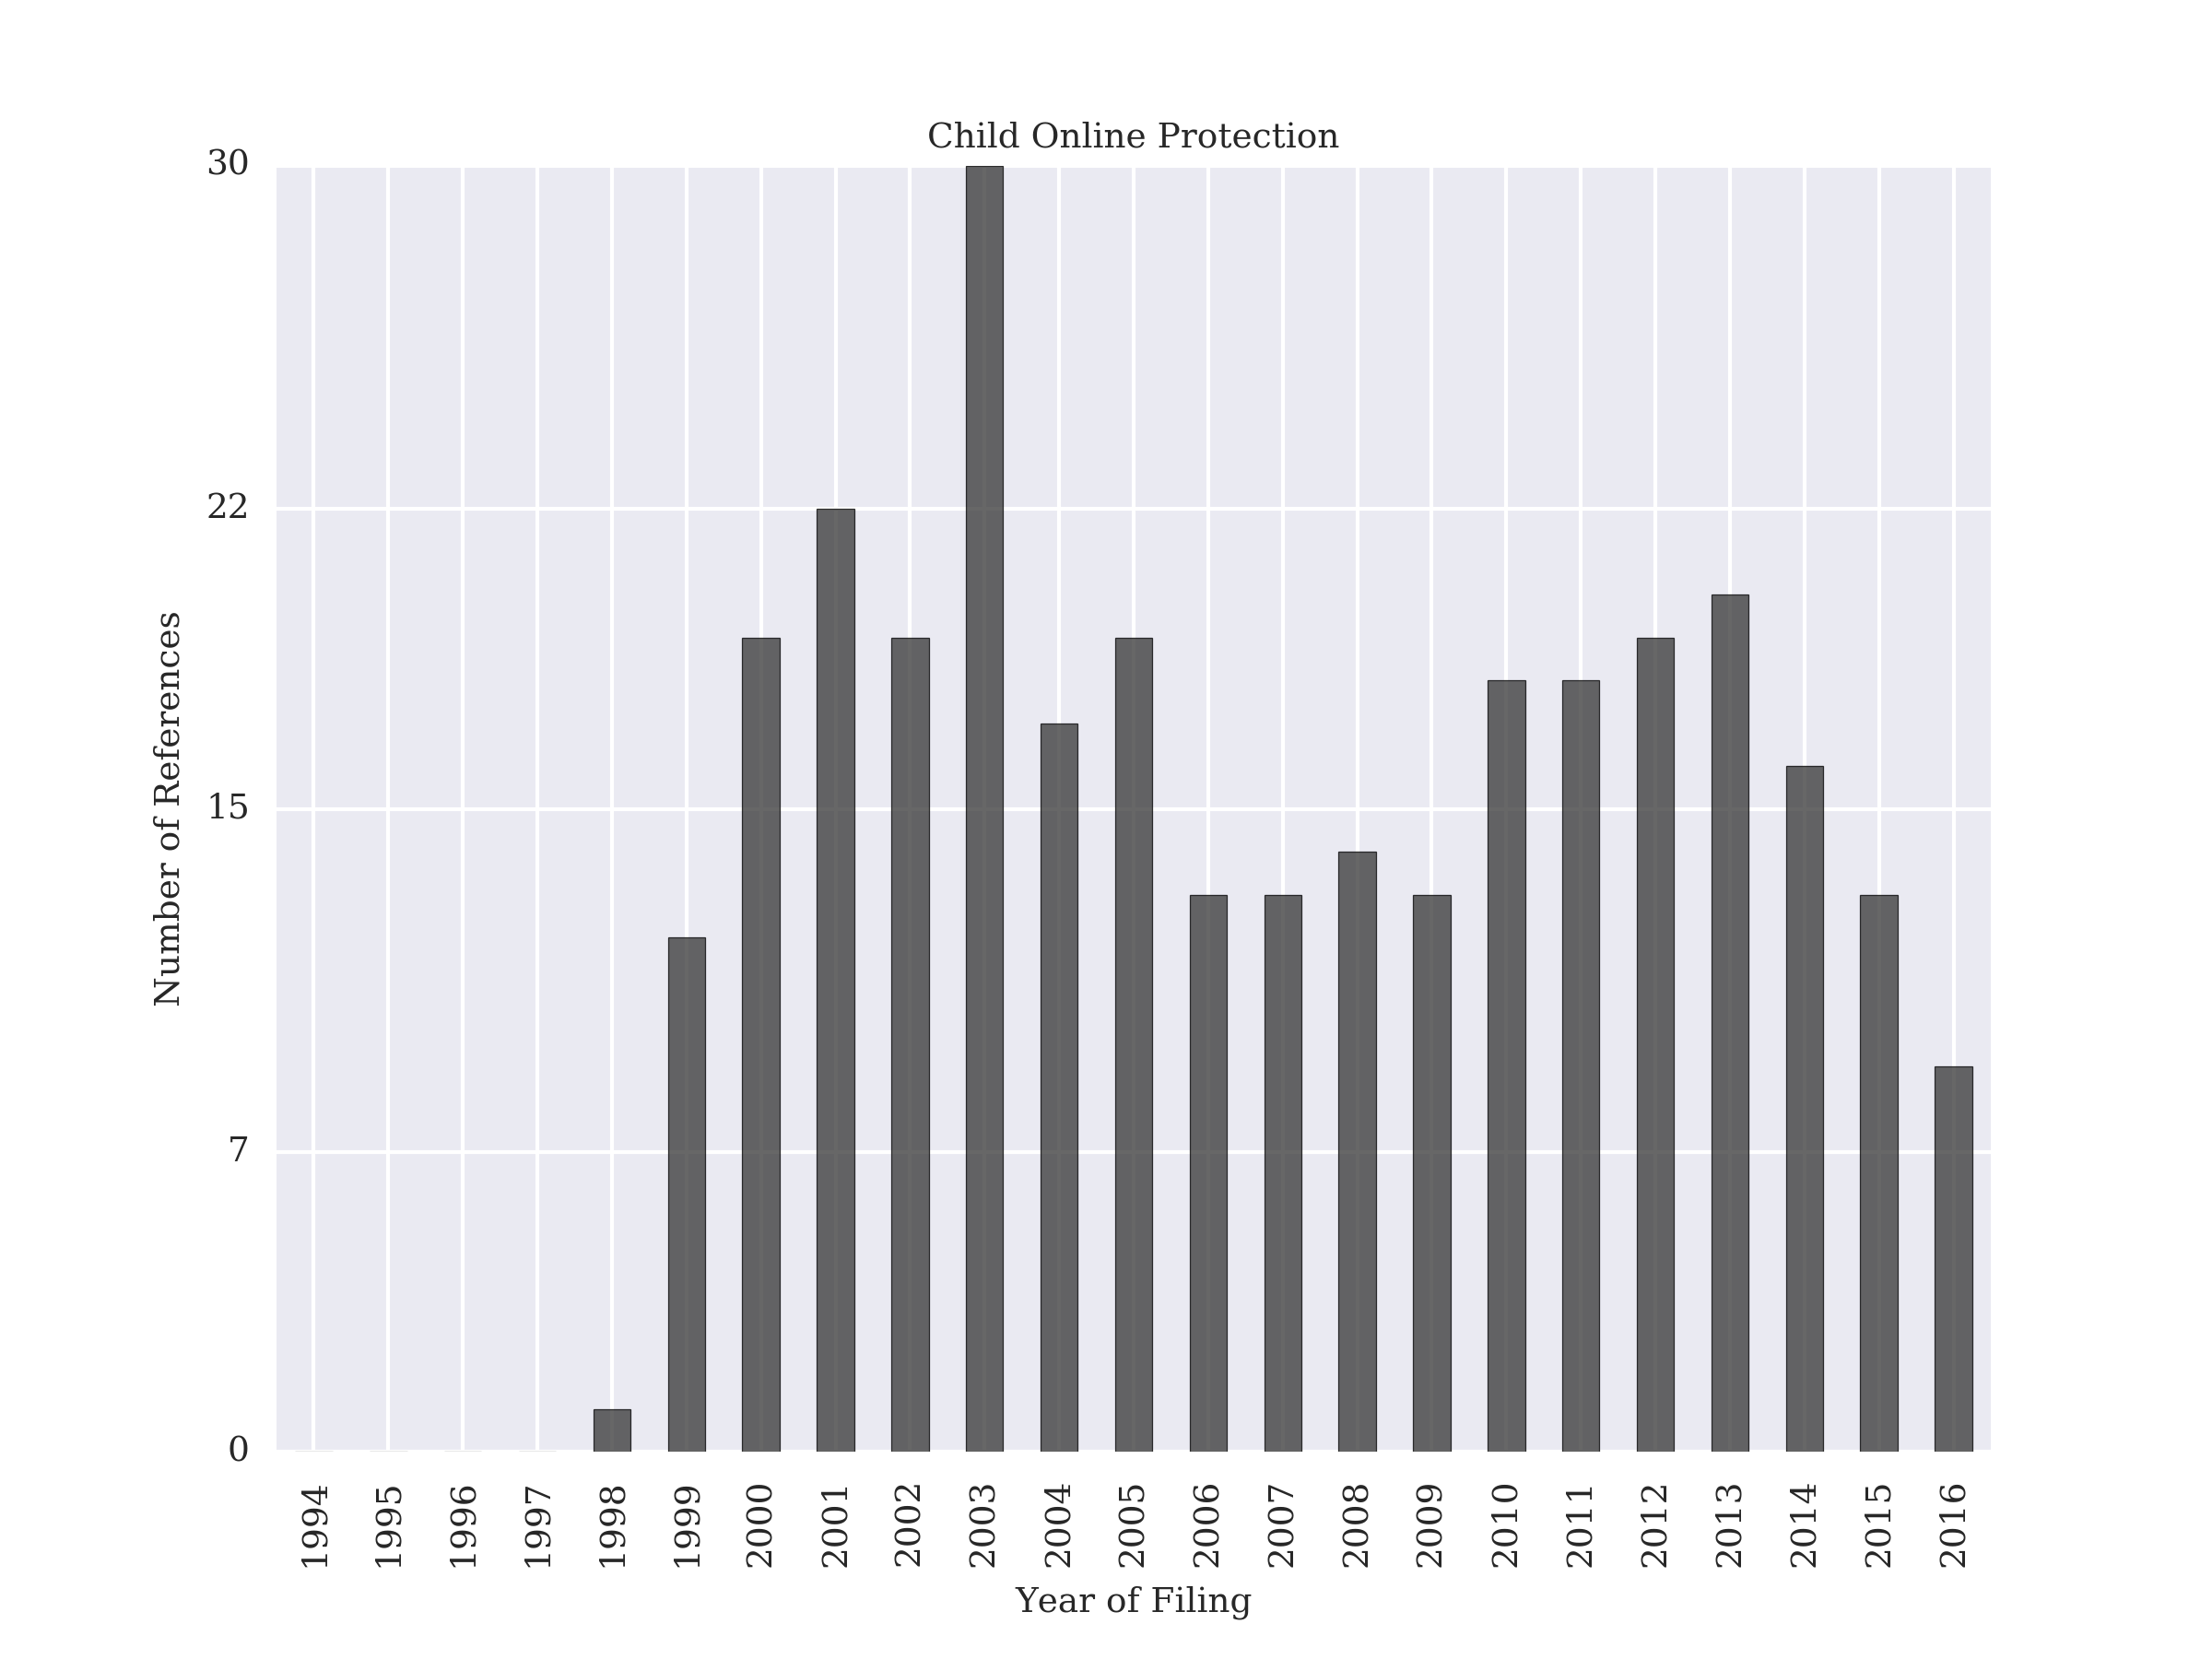 Child Online Protection
30
22
15
7
0
Number of References
1994 1995 1996 1997 1998 1999 2000 2001 2002 2003 2004 2005 2006 2007 2008 2009 2010 2011 2012 2013 2014 2015 2016
Year of Filing